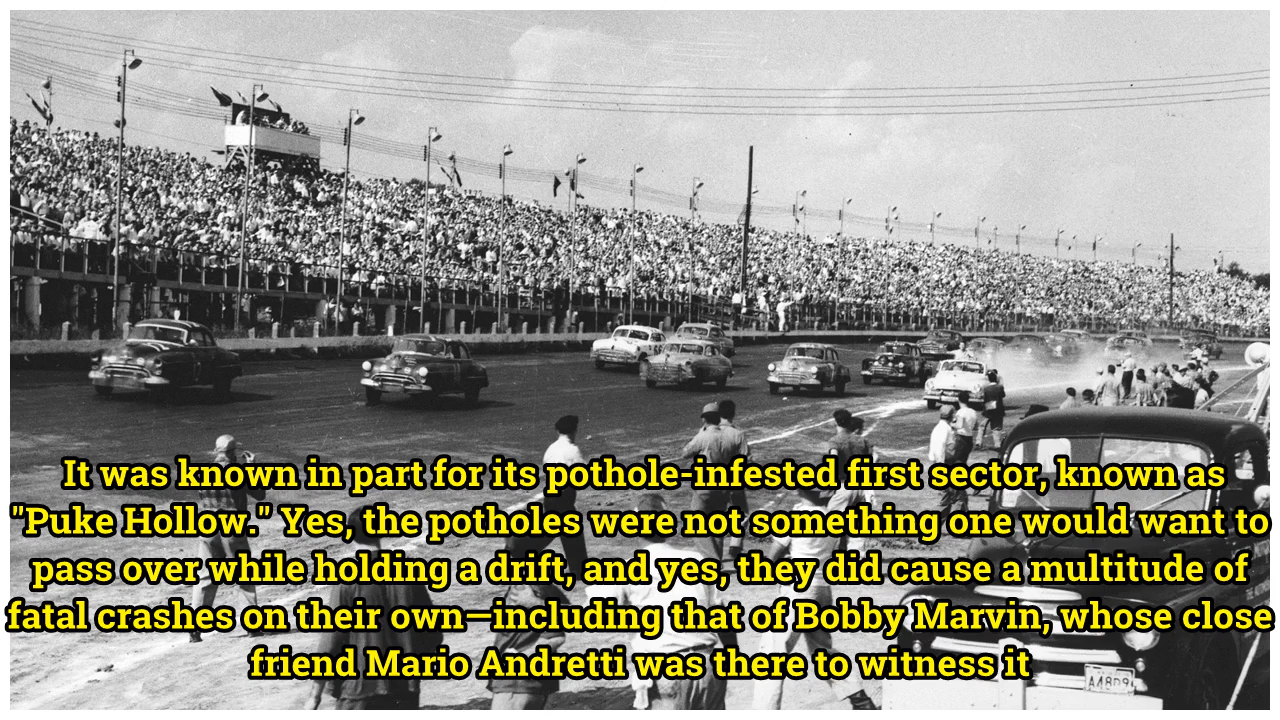 It was known in part for its pothole-infested first sector, known as
"Puke Hollow." Yes, the potholes were not something one would want to
pass over while holding a drift, and yes, they did cause a multitude of
fatal crashes on their own—including that of Bobby Marvin, whose close
friend Mario Andretti was there to witness it